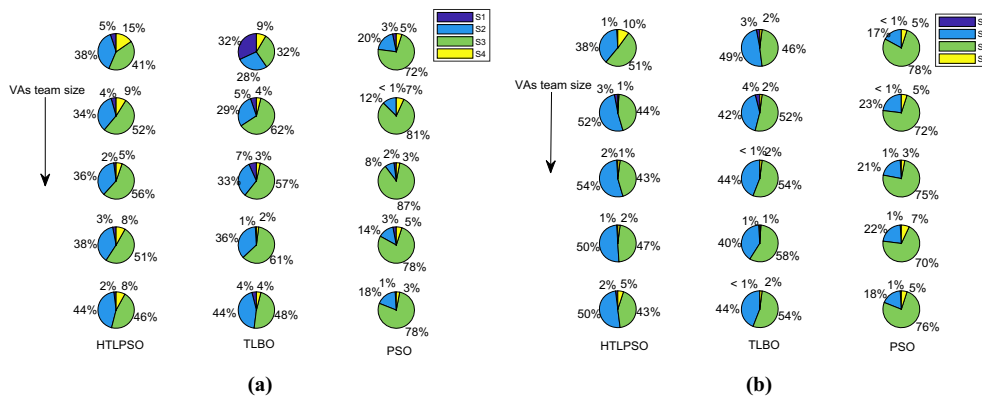 5% 15% 38% 41%
9% 32% 32% 28%
5% 20% 72%
S1
S2
S3
S4
VAs team size
4% 9% 34% 52%
5% 4% 29% 62%
< 1% 7% 12% 81%
2% 5% 36% 56%
7% 3% 33% 57%
2% 3% 8% 87%
3% 8% 38% 51%
1% 2% 36% 61%
3% 5% 14% 78%
2% 8% 44% 46%
4% 4% 44% 48%
1% 3% 18% 78%
HTLPSO
TLBO
PSO
(a)
1% 10% 38% 51%
3% 2% 49% 46%
< 1% 5% 17% 78%
S
S
S
S
VAs team size
3% 1% 52% 44%
4% 2% 42% 52%
< 1% 5% 23% 72%
2% 1% 54% 43%
< 1% 2% 44% 54%
1% 3% 21% 75%
1% 2% 50% 47%
1% 1% 40% 58%
1% 7% 22% 70%
2% 5% 50% 43%
< 1% 2% 44% 54%
1% 5% 18% 76%
HTLPSO
TLBO
PSO
(b)